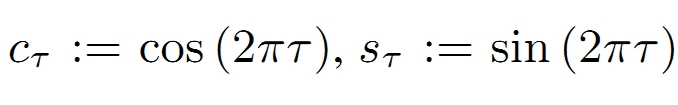 c_τ := cos (2πτ), s_τ := sin (2πτ)